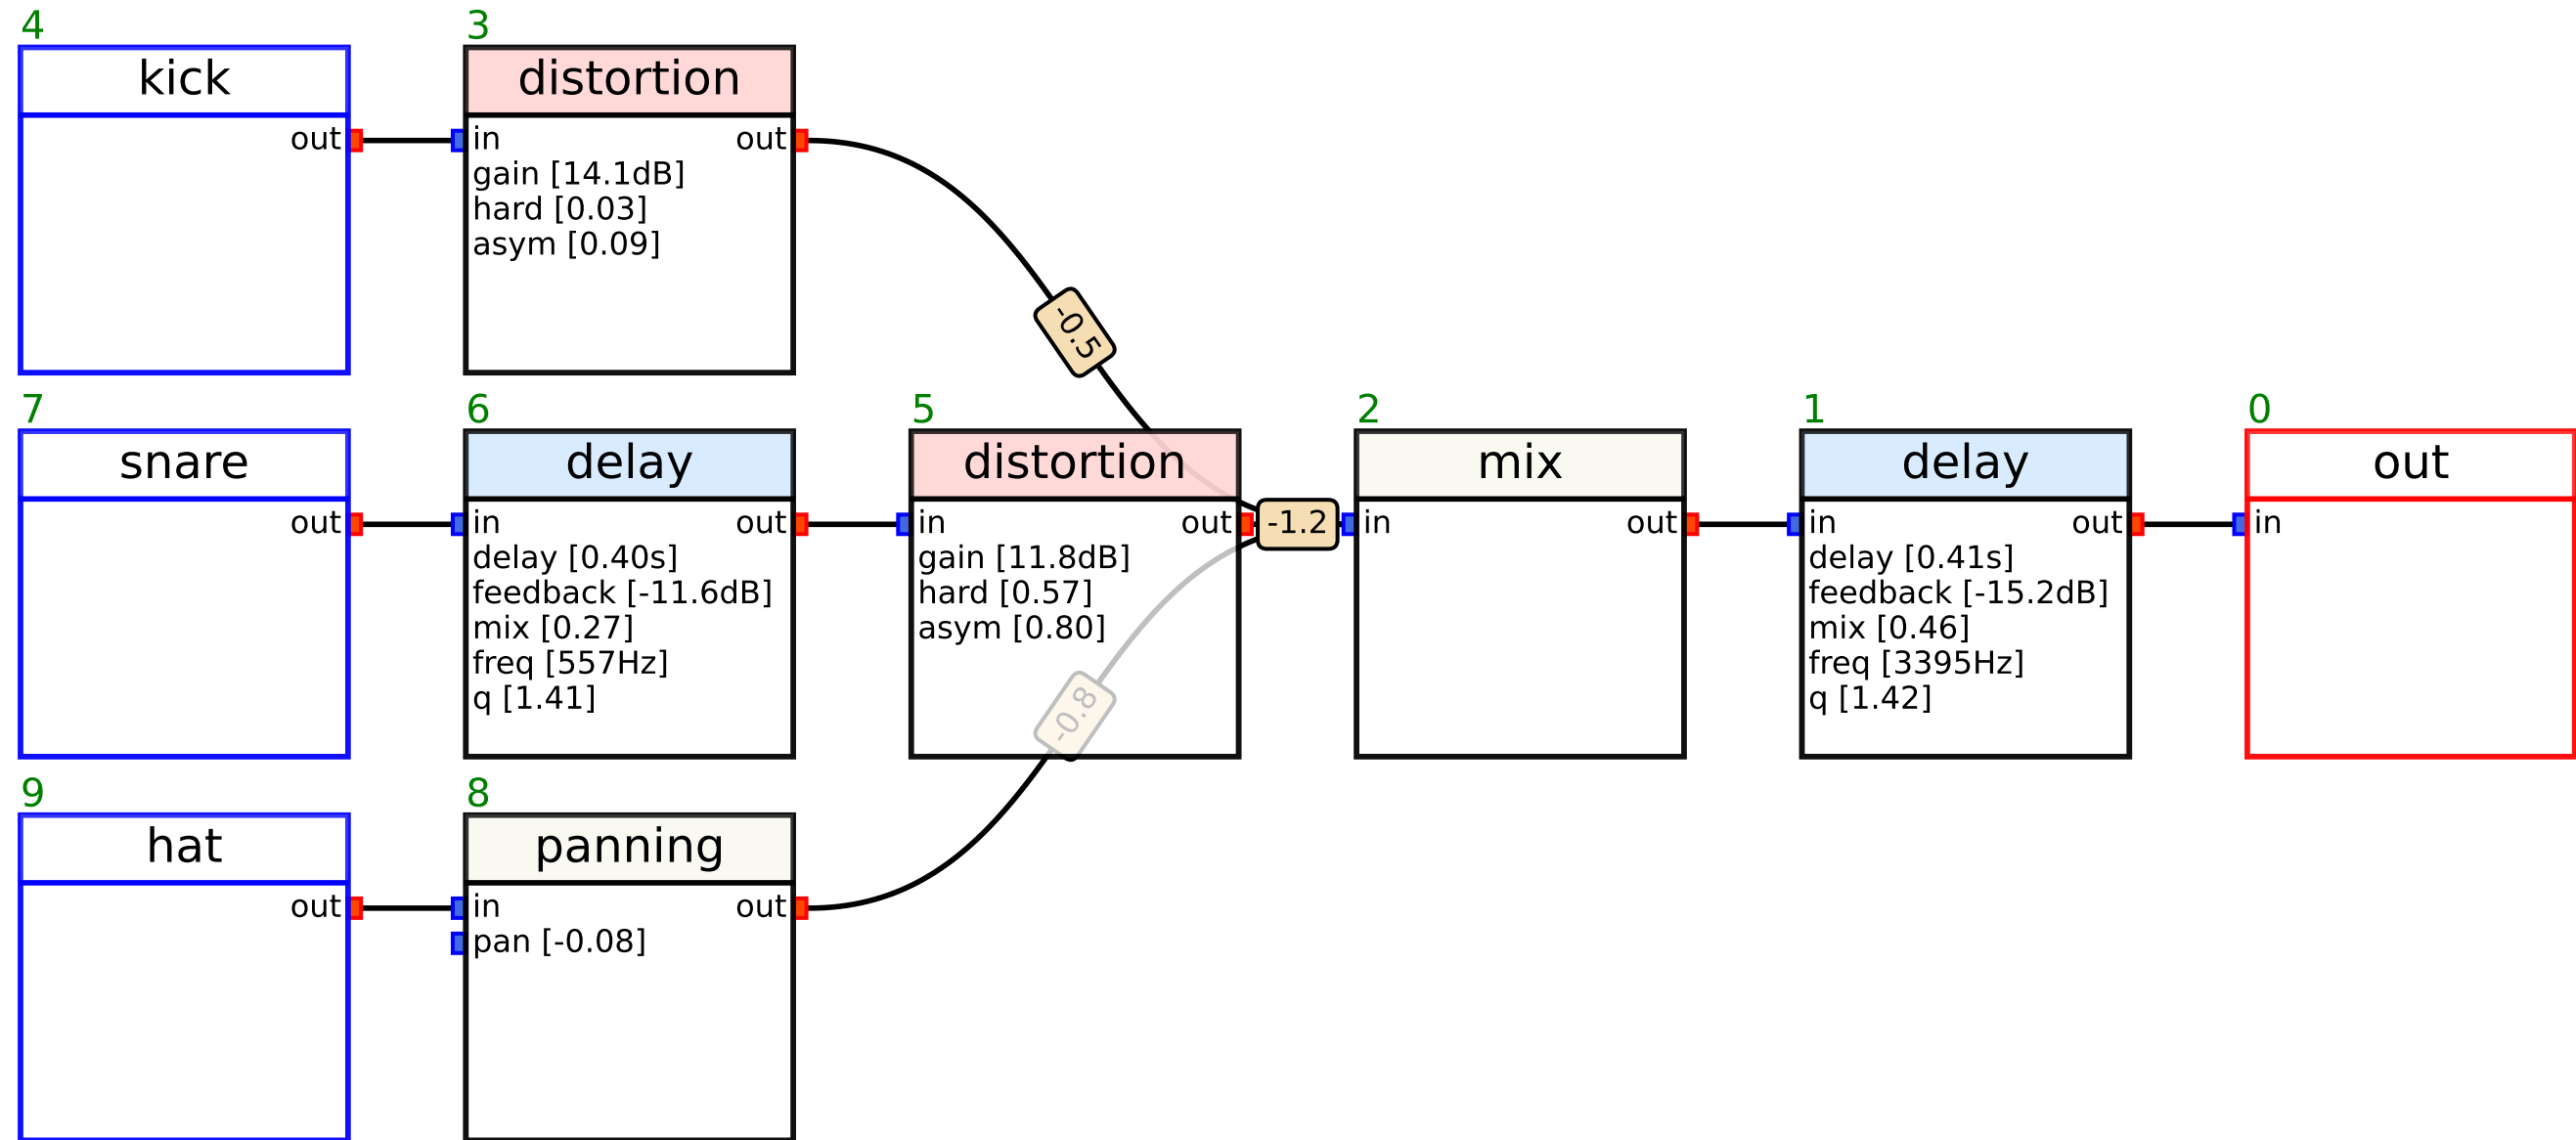 4
kick
out
3
distortion
in out
gain [14.1dB]
hard [0.03]
asym [0.09]
-0.5
7
snare
out
6
delay
in out
delay [0.40s]
feedback [-11.6dB]
mix [0.27]
freq [557Hz]
q [1.41]
5
distortion
in out
gain [11.8dB]
hard [0.57]
asym [0.80]
-0.8
-1.2
2
mix
in out
1
delay
in out
delay [0.41s]
feedback [-15.2dB]
mix [0.46]
freq [3395Hz]
q [1.42]
0
out
in
9
hat
out
8
panning
in out
pan [-0.08]